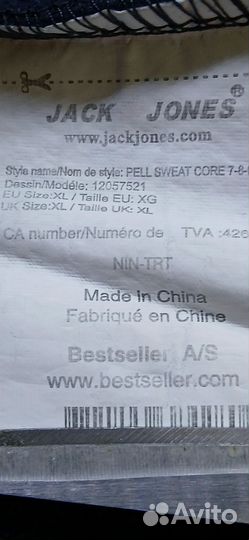 JACK JONES®
www.jackjones.com
Style name/Nom de style: PELL SWEAT CORE 7-8-
Dessin/Modéle: 12057521
EU Size:XL / Taille EU: XG
UK Size:XL / Taille UK: XL
CA number/Numéro de TVA :426
NIN-TRT
Made in China
Fabriqué en Chine
Bestseller A/S
www.bestseller.com
Avito